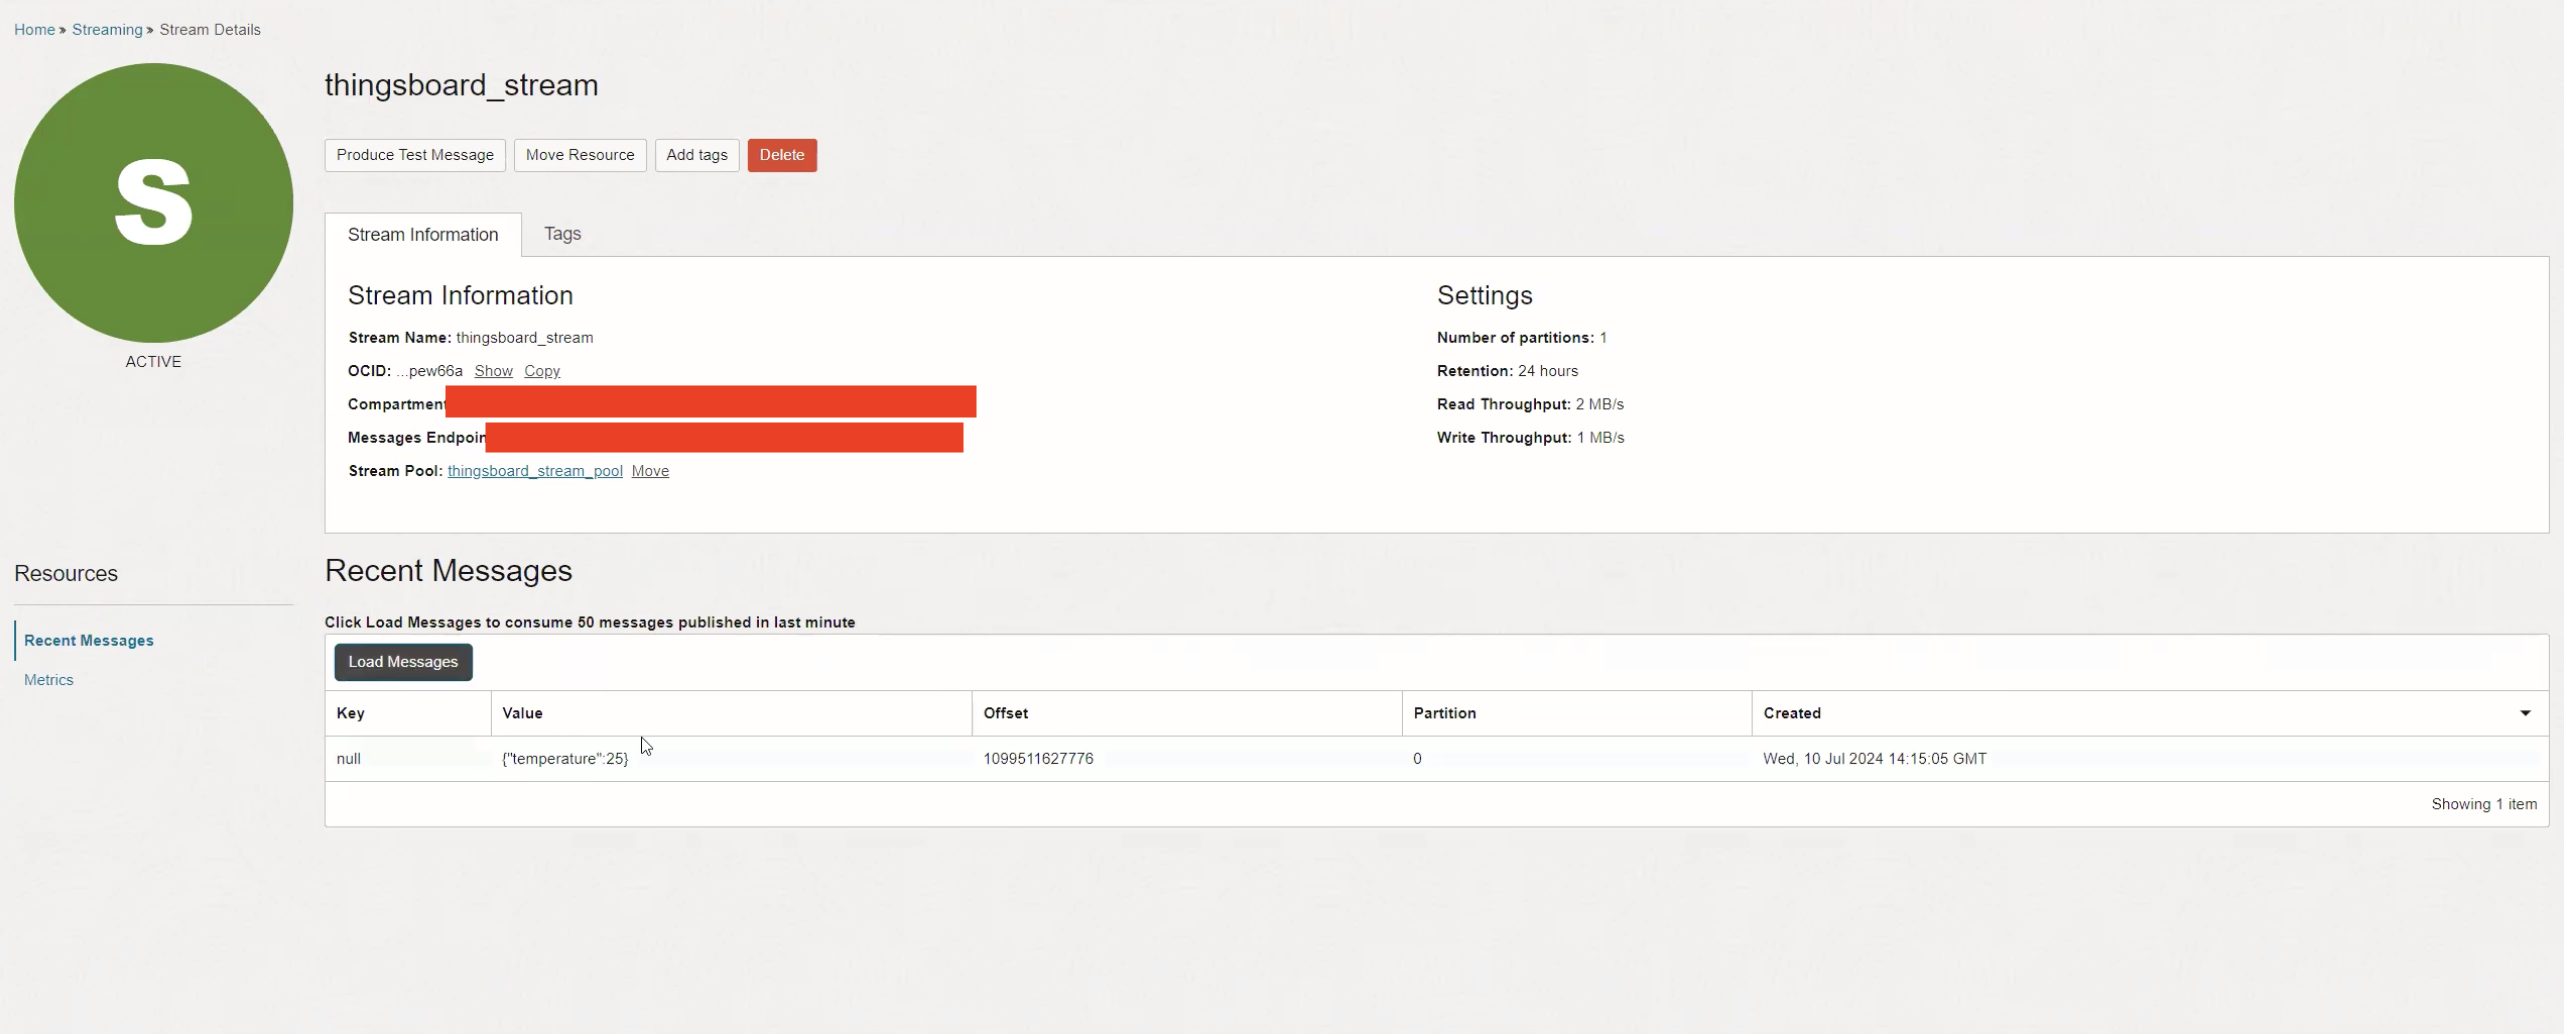 Home » Streaming » Stream Details
S
ACTIVE
thingsboard_stream
Produce Test Message Move Resource Add tags Delete
Stream Information Tags
Stream Information
Stream Name: thingsboard_stream
OCID: ...pew66a Show Copy
Compartment
Messages Endpoin
Stream Pool: thingsboard_stream_pool Move
Settings
Number of partitions: 1
Retention: 24 hours
Read Throughput: 2 MB/s
Write Throughput: 1 MB/s
Resources
Recent Messages
Metrics
Recent Messages
Click Load Messages to consume 50 messages published in last minute
Load Messages
Key Value Offset Partition Created
null {"temperature":25} 1099511627776 0 Wed, 10 Jul 2024 14:15:05 GMT
Showing 1 item